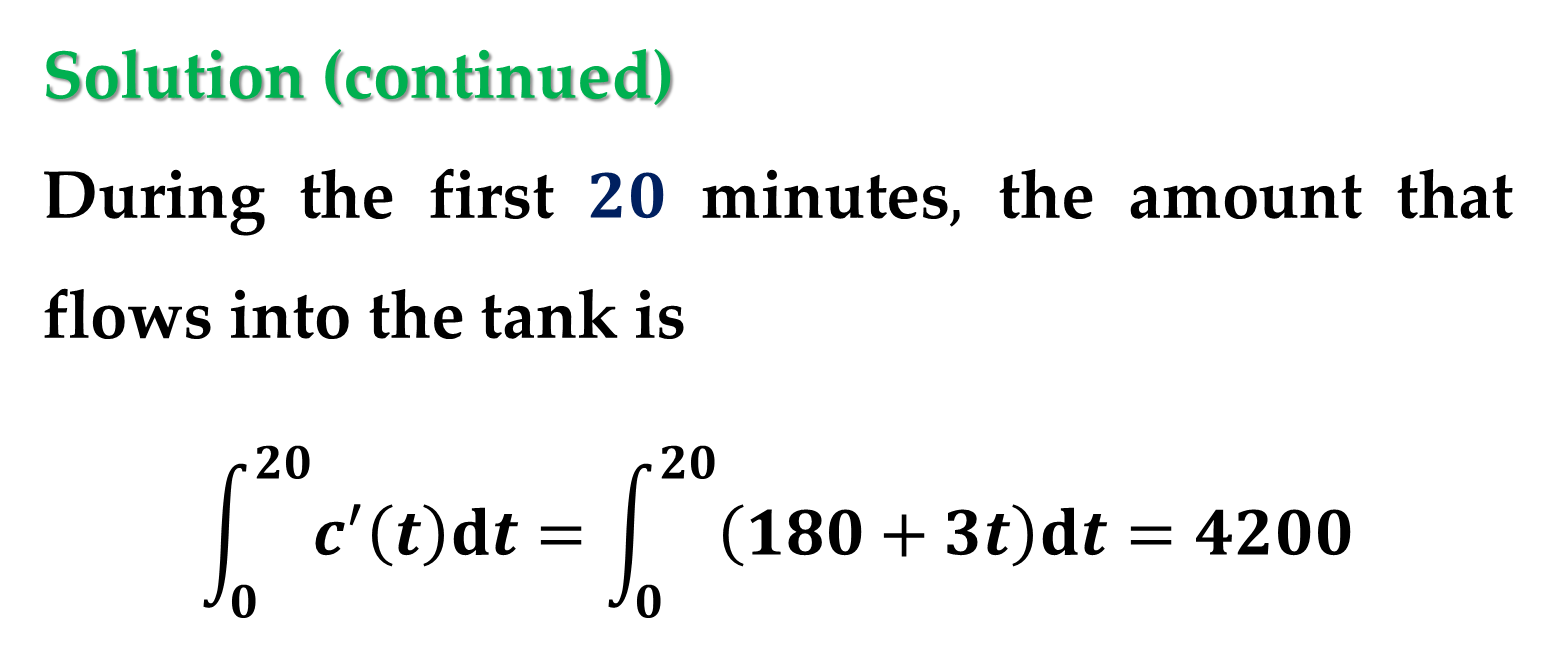 Solution (continued)
During the first 20 minutes, the amount that
flows into the tank is
∫₀²⁰ c′(t)dt = ∫₀²⁰ (180 + 3t)dt = 4200